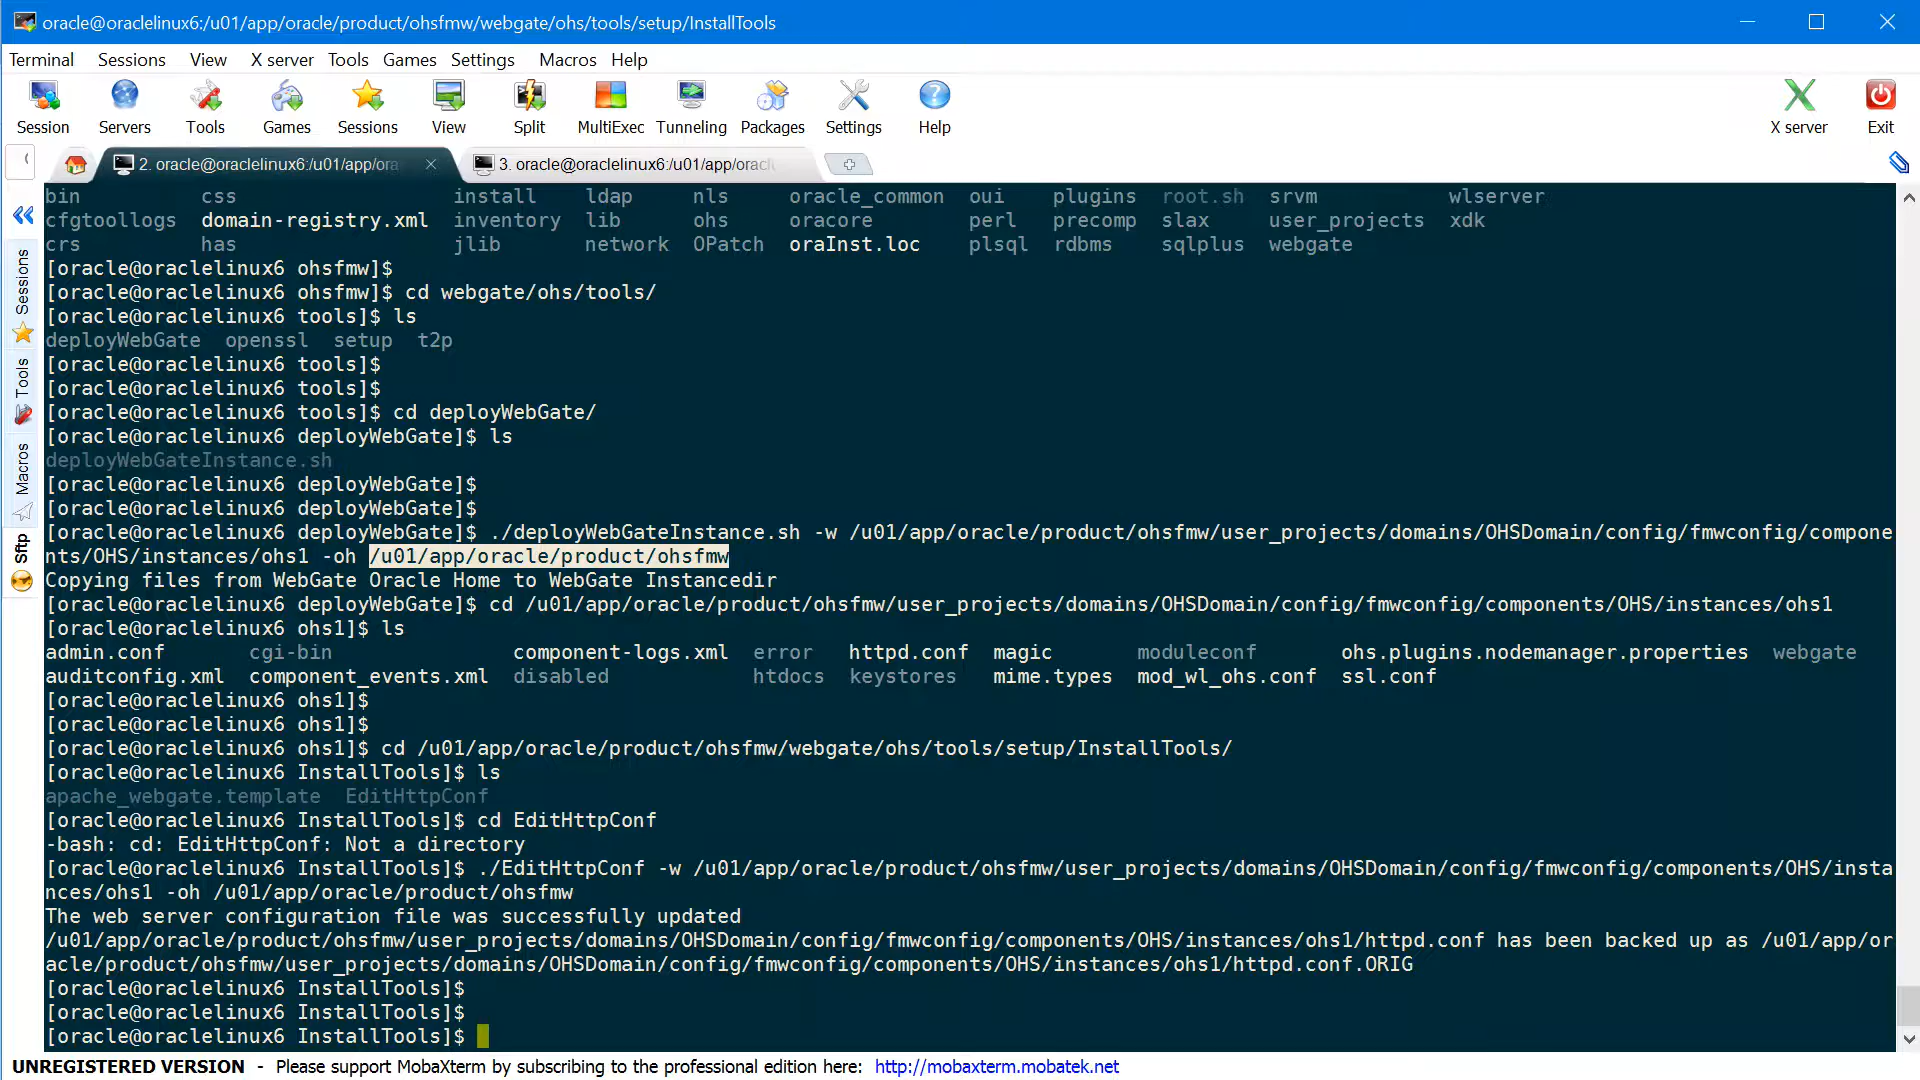 oracle@oraclelinux6:/u01/app/oracle/product/ohsfmw/webgate/ohs/tools/setup/InstallTools
Terminal Sessions View X server Tools Games Settings Macros Help
Session Servers Tools Games Sessions View Split MultiExec Tunneling Packages Settings Help X server Exit
2. oracle@oraclelinux6:/u01/app/ora 3. oracle@oraclelinux6:/u01/app/oracl
Sessions
Tools
Macros
Sftp
bin css install ldap nls oracle_common oui plugins root.sh srvm wlserver
cfgtoollogs domain-registry.xml inventory lib ohs oracore perl precomp slax user_projects xdk
crs has jlib network OPatch oraInst.loc plsql rdbms sqlplus webgate
[oracle@oraclelinux6 ohsfmw]$
[oracle@oraclelinux6 ohsfmw]$ cd webgate/ohs/tools/
[oracle@oraclelinux6 tools]$ ls
deployWebGate openssl setup t2p
[oracle@oraclelinux6 tools]$
[oracle@oraclelinux6 tools]$
[oracle@oraclelinux6 tools]$ cd deployWebGate/
[oracle@oraclelinux6 deployWebGate]$ ls
deployWebGateInstance.sh
[oracle@oraclelinux6 deployWebGate]$
[oracle@oraclelinux6 deployWebGate]$
[oracle@oraclelinux6 deployWebGate]$ ./deployWebGateInstance.sh -w /u01/app/oracle/product/ohsfmw/user_projects/domains/OHSDomain/config/fmwconfig/compone
nts/OHS/instances/ohs1 -oh /u01/app/oracle/product/ohsfmw
Copying files from WebGate Oracle Home to WebGate Instancedir
[oracle@oraclelinux6 deployWebGate]$ cd /u01/app/oracle/product/ohsfmw/user_projects/domains/OHSDomain/config/fmwconfig/components/OHS/instances/ohs1
[oracle@oraclelinux6 ohs1]$ ls
admin.conf cgi-bin component-logs.xml error httpd.conf magic moduleconf ohs.plugins.nodemanager.properties webgate
auditconfig.xml component_events.xml disabled htdocs keystores mime.types mod_wl_ohs.conf ssl.conf
[oracle@oraclelinux6 ohs1]$
[oracle@oraclelinux6 ohs1]$
[oracle@oraclelinux6 ohs1]$ cd /u01/app/oracle/product/ohsfmw/webgate/ohs/tools/setup/InstallTools/
[oracle@oraclelinux6 InstallTools]$ ls
apache_webgate.template EditHttpConf
[oracle@oraclelinux6 InstallTools]$ cd EditHttpConf
-bash: cd: EditHttpConf: Not a directory
[oracle@oraclelinux6 InstallTools]$ ./EditHttpConf -w /u01/app/oracle/product/ohsfmw/user_projects/domains/OHSDomain/config/fmwconfig/components/OHS/insta
nces/ohs1 -oh /u01/app/oracle/product/ohsfmw
The web server configuration file was successfully updated
/u01/app/oracle/product/ohsfmw/user_projects/domains/OHSDomain/config/fmwconfig/components/OHS/instances/ohs1/httpd.conf has been backed up as /u01/app/or
acle/product/ohsfmw/user_projects/domains/OHSDomain/config/fmwconfig/components/OHS/instances/ohs1/httpd.conf.ORIG
[oracle@oraclelinux6 InstallTools]$
[oracle@oraclelinux6 InstallTools]$
[oracle@oraclelinux6 InstallTools]$
UNREGISTERED VERSION - Please support MobaXterm by subscribing to the professional edition here: http://mobaxterm.mobatek.net